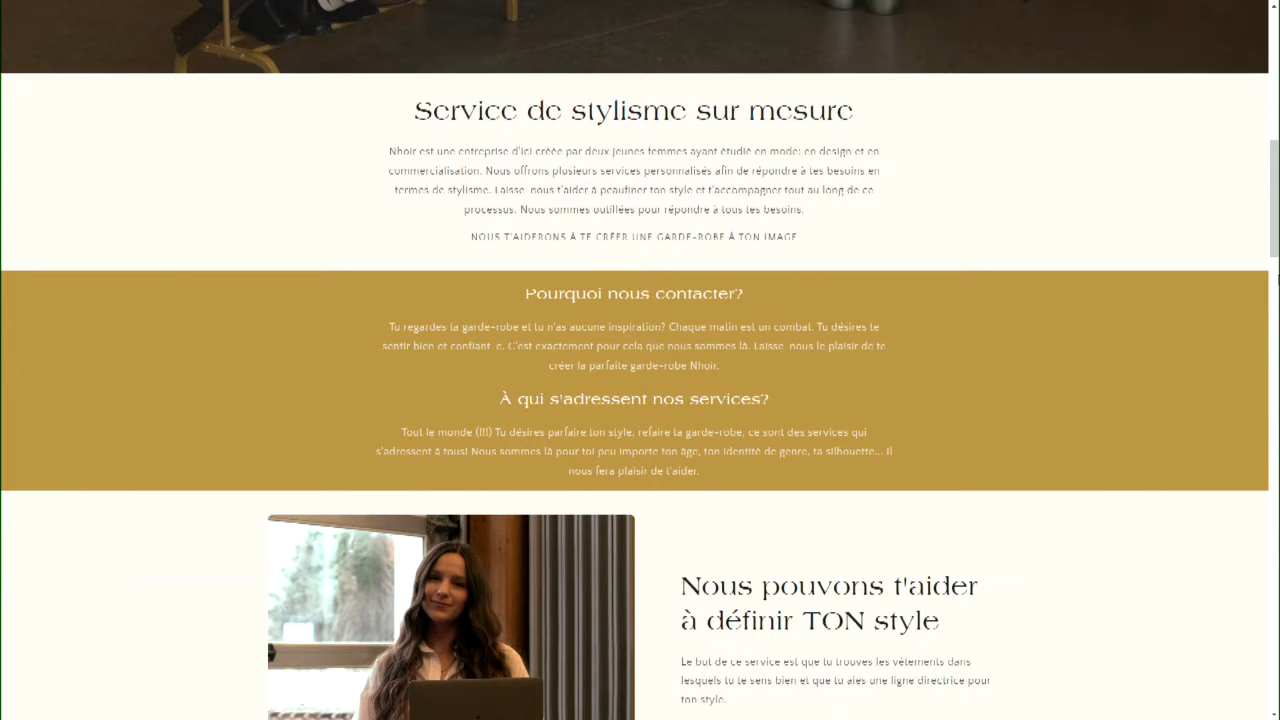 Service de stylisme sur mesure
Nhoir est une entreprise d'ici créée par deux jeunes femmes ayant étudié en mode: en design et en
commercialisation. Nous offrons plusieurs services personnalisés afin de répondre à tes besoins en
termes de stylisme. Laisse-nous t'aider à peaufiner ton style et t'accompagner tout au long de ce
processus. Nous sommes outillées pour répondre à tous tes besoins.
NOUS T'AIDERONS À TE CRÉER UNE GARDE-ROBE À TON IMAGE
Pourquoi nous contacter?
Tu regardes ta garde-robe et tu n'as aucune inspiration? Chaque matin est un combat. Tu désires te
sentir bien et confiant-e. C'est exactement pour cela que nous sommes là. Laisse-nous le plaisir de te
créer la parfaite garde-robe Nhoir.
À qui s'adressent nos services?
Tout le monde (!!!) Tu désires parfaire ton style, refaire ta garde-robe, ce sont des services qui
s'adressent à tous! Nous sommes là pour toi peu importe ton âge, ton identité de genre, ta silhouette... Il
nous fera plaisir de t'aider.
Nous pouvons t'aider
à définir TON style
Le but de ce service est que tu trouves les vêtements dans
lesquels tu te sens bien et que tu aies une ligne directrice pour
ton style.